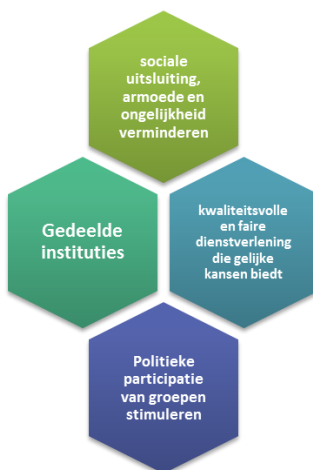 sociale
uitsluiting,
armoede en
ongelijkheid
verminderen
Gedeelde
instituties
kwaliteitsvolle
en faire
dienstverlening
die gelijke
kansen biedt
Politieke
participatie
van groepen
stimuleren